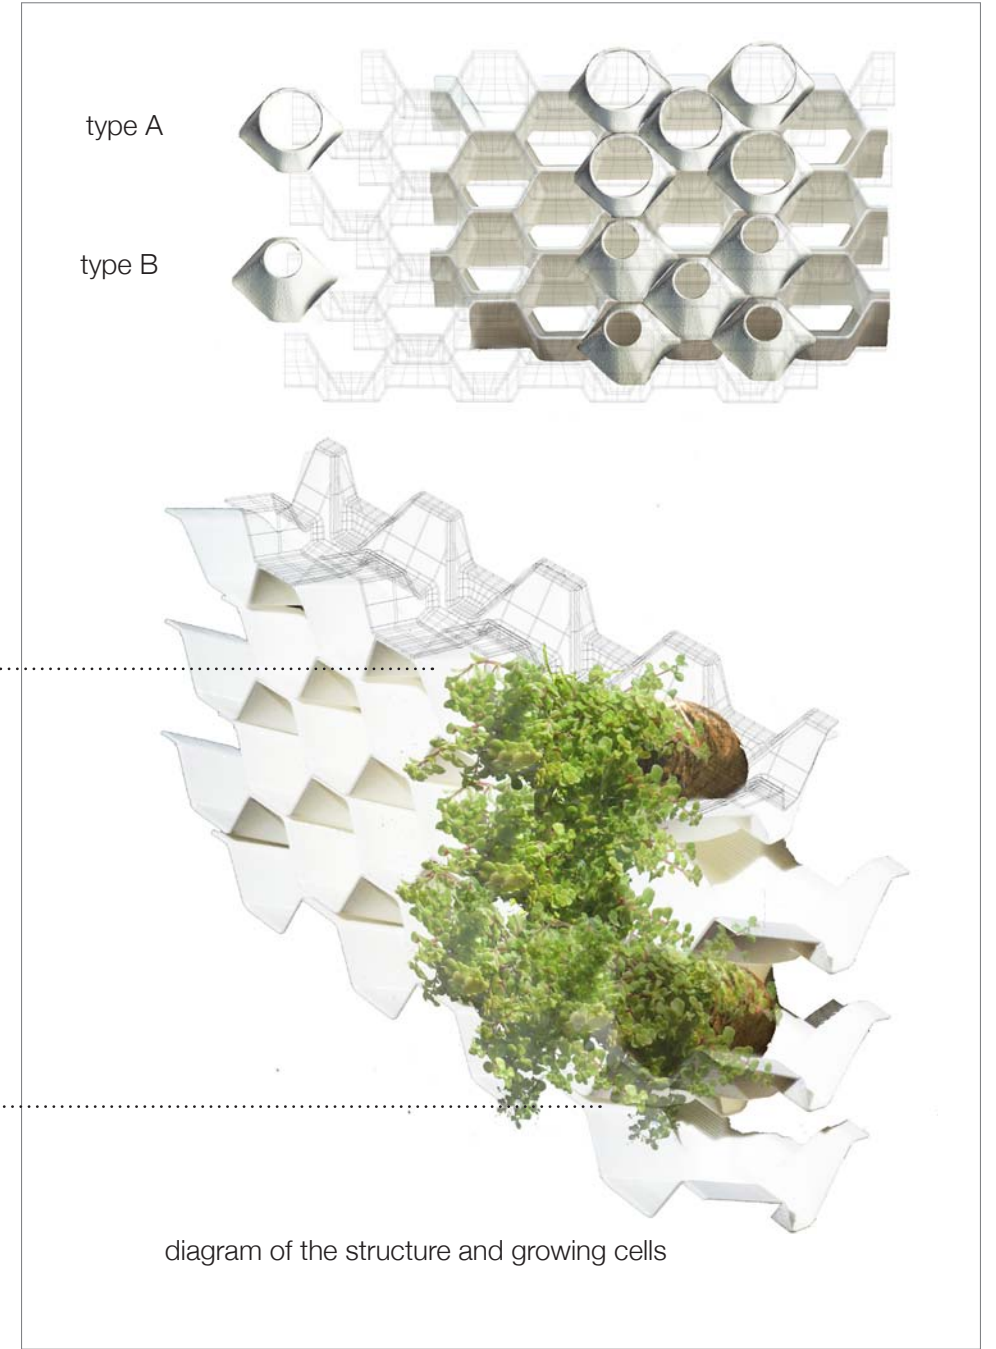 type A
type B
diagram of the structure and growing cells